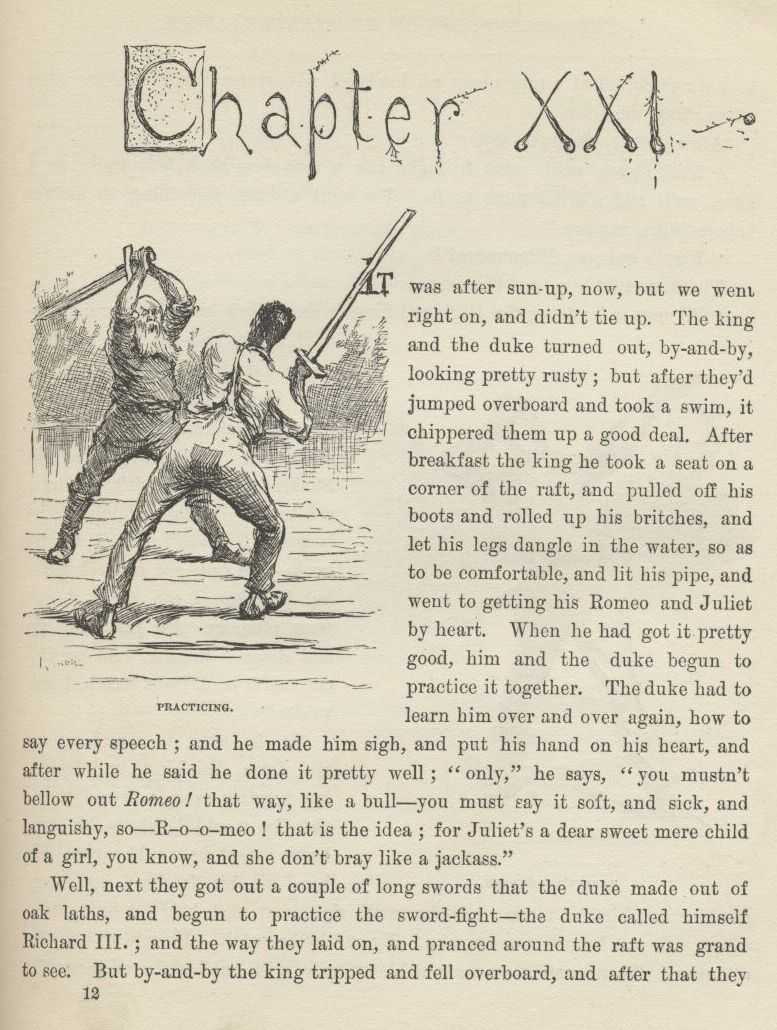 Chapter XXI.
IT was after sun-up, now, but we went
right on, and didn't tie up. The king
and the duke turned out, by-and-by,
looking pretty rusty; but after they'd
jumped overboard and took a swim, it
chippered them up a good deal. After
breakfast the king he took a seat on a
corner of the raft, and pulled off his
boots and rolled up his britches, and
let his legs dangle in the water, so as
to be comfortable, and lit his pipe, and
went to getting his Romeo and Juliet
by heart. When he had got it pretty
good, him and the duke begun to
practice it together. The duke had to
learn him over and over again, how to
PRACTICING.
say every speech; and he made him sigh, and put his hand on his heart, and
after while he said he done it pretty well; "only," he says, "you mustn't
bellow out Romeo! that way, like a bull—you must say it soft, and sick, and
languishy, so—R-o-o-meo! that is the idea; for Juliet's a dear sweet mere child
of a girl, you know, and she don't bray like a jackass."
Well, next they got out a couple of long swords that the duke made out of
oak laths, and begun to practice the sword-fight—the duke called himself
Richard III.; and the way they laid on, and pranced around the raft was grand
to see. But by-and-by the king tripped and fell overboard, and after that they
12